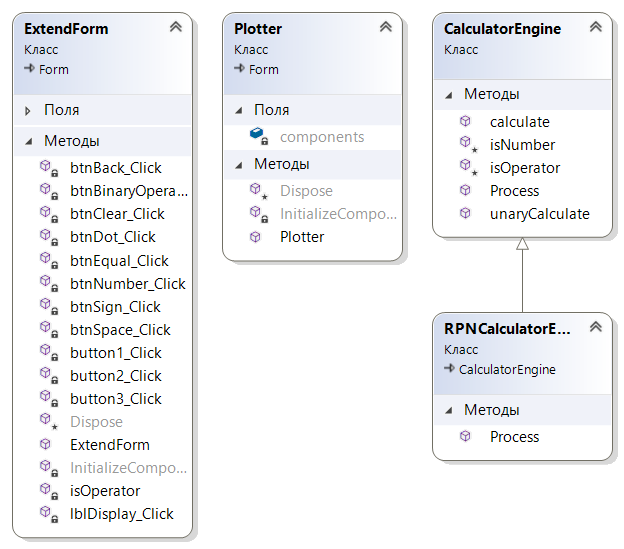 ExtendForm
Класс
Form
Поля
Методы
btnBack_Click
btnBinaryOpera...
btnClear_Click
btnDot_Click
btnEqual_Click
btnNumber_Click
btnSign_Click
btnSpace_Click
button1_Click
button2_Click
button3_Click
Dispose
ExtendForm
InitializeCompo...
isOperator
lblDisplay_Click
Plotter
Класс
Form
Поля
components
Методы
Dispose
InitializeCompo...
Plotter
CalculatorEngine
Класс
Методы
calculate
isNumber
isOperator
Process
unaryCalculate
RPNCalculatorE...
Класс
CalculatorEngine
Методы
Process